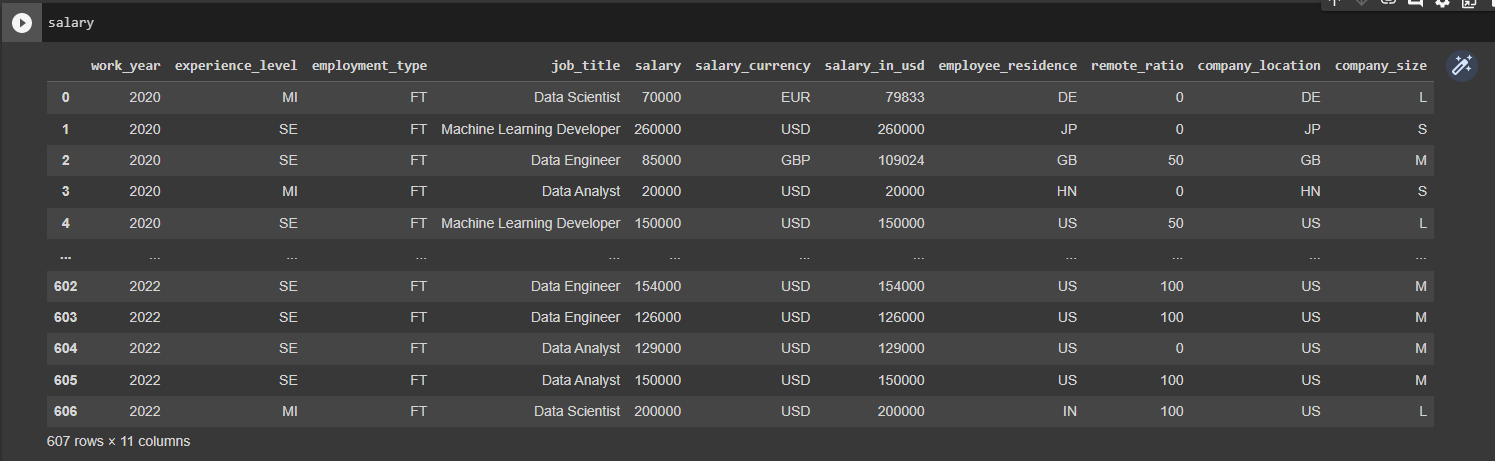 salary
work_year experience_level employment_type job_title salary salary_currency salary_in_usd employee_residence remote_ratio company_location company_size
0 2020 MI FT Data Scientist 70000 EUR 79833 DE 0 DE L
1 2020 SE FT Machine Learning Developer 260000 USD 260000 JP 0 JP S
2 2020 SE FT Data Engineer 85000 GBP 109024 GB 50 GB M
3 2020 MI FT Data Analyst 20000 USD 20000 HN 0 HN S
4 2020 SE FT Machine Learning Developer 150000 USD 150000 US 50 US L
... ... ... ... ... ... ... ... ... ... ... ...
602 2022 SE FT Data Engineer 154000 USD 154000 US 100 US M
603 2022 SE FT Data Engineer 126000 USD 126000 US 100 US M
604 2022 SE FT Data Analyst 129000 USD 129000 US 0 US M
605 2022 SE FT Data Analyst 150000 USD 150000 US 100 US M
606 2022 MI FT Data Scientist 200000 USD 200000 IN 100 US L
607 rows × 11 columns